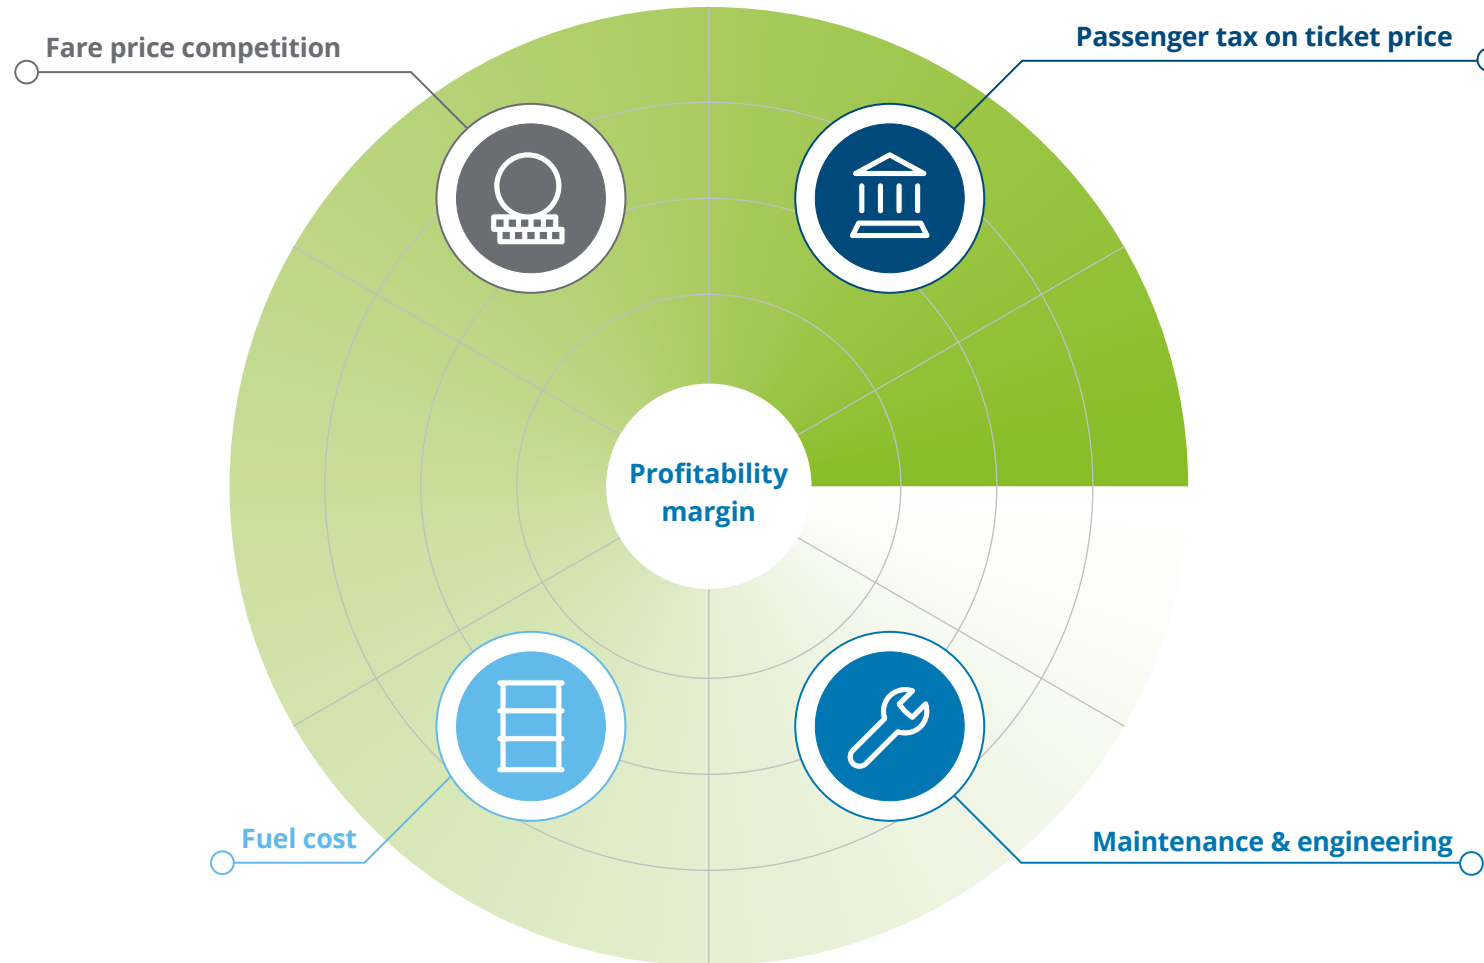 Fare price competition
Passenger tax on ticket price
Profitability
margin
Fuel cost
Maintenance & engineering